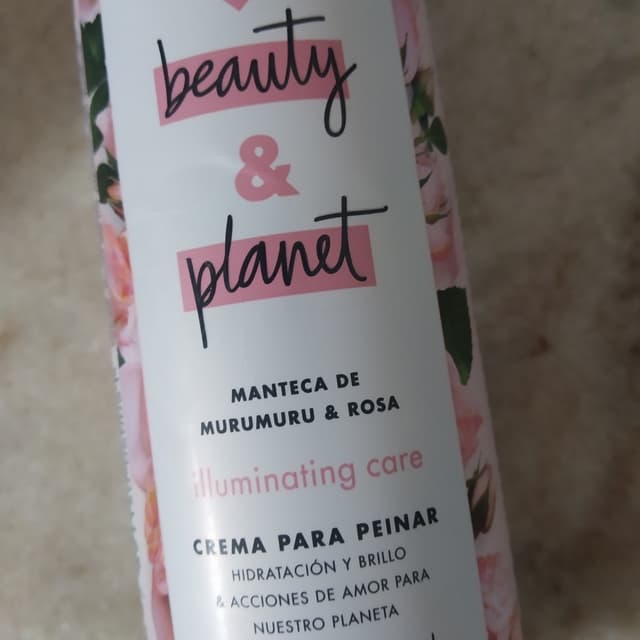 beauty
&
planet
MANTECA DE
MURUMURU & ROSA
illuminating care
CREMA PARA PEINAR
HIDRATACIÓN Y BRILLO
& ACCIONES DE AMOR PARA
NUESTRO PLANETA